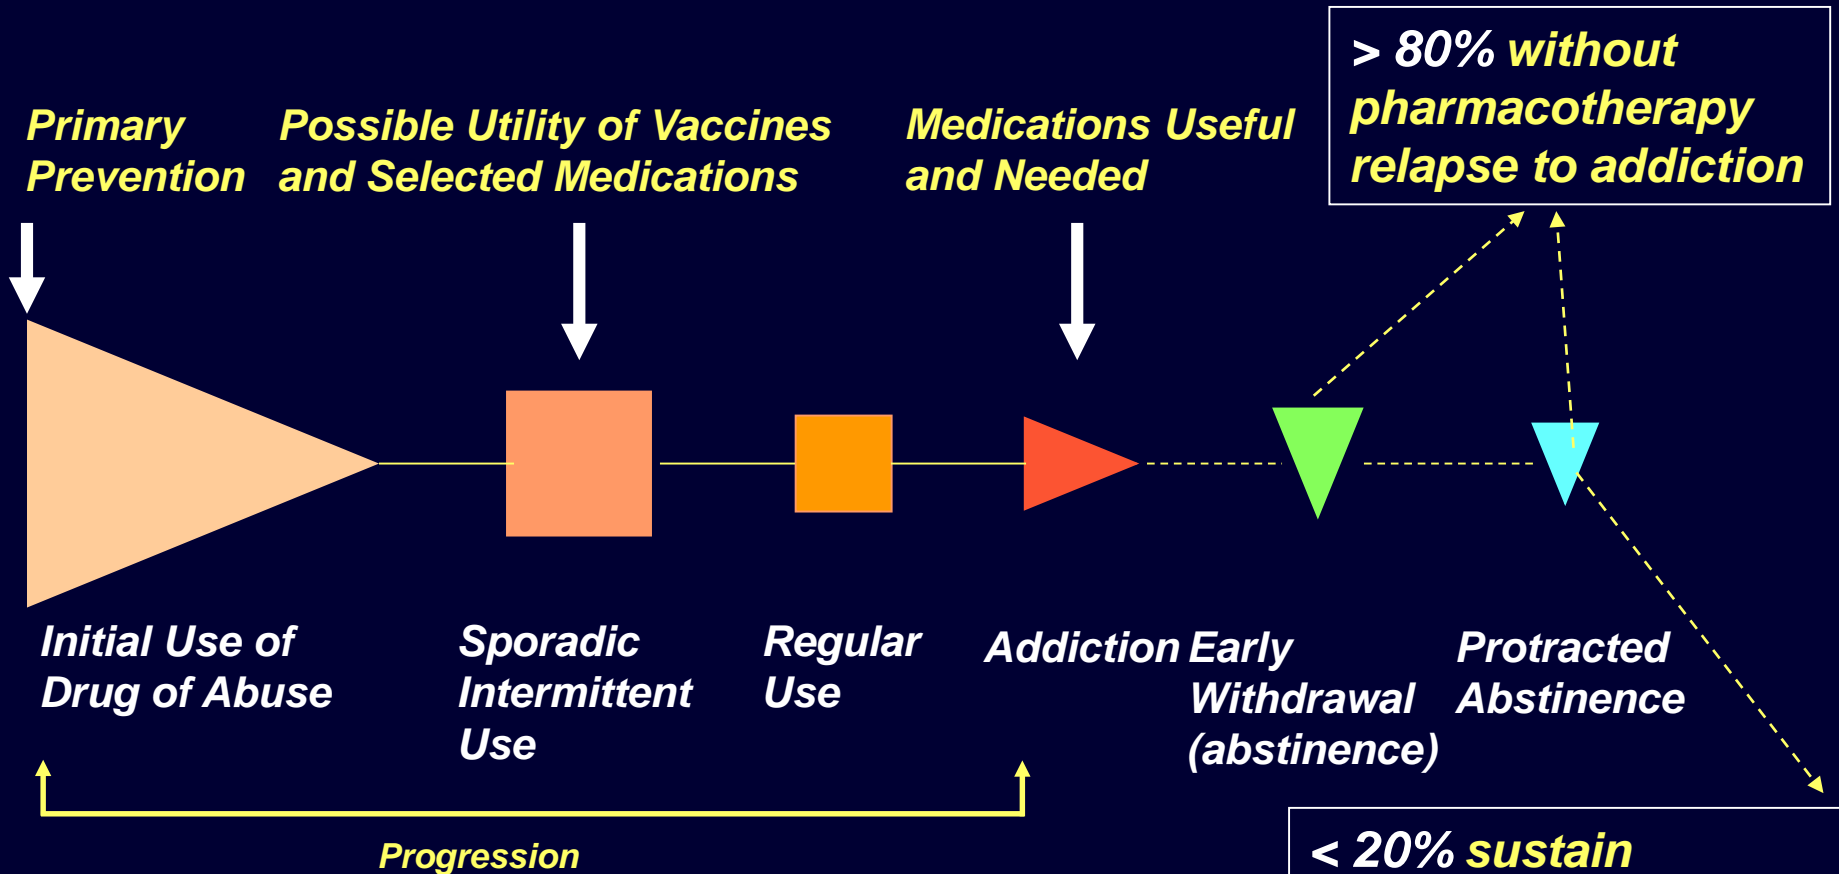 > 80% without
pharmacotherapy
relapse to addiction
Primary
Prevention
Possible Utility of Vaccines
and Selected Medications
Medications Useful
and Needed
Initial Use of
Drug of Abuse
Sporadic
Intermittent
Use
Regular
Use
Addiction
Early
Withdrawal
(abstinence)
Protracted
Abstinence
Progression
< 20% sustain